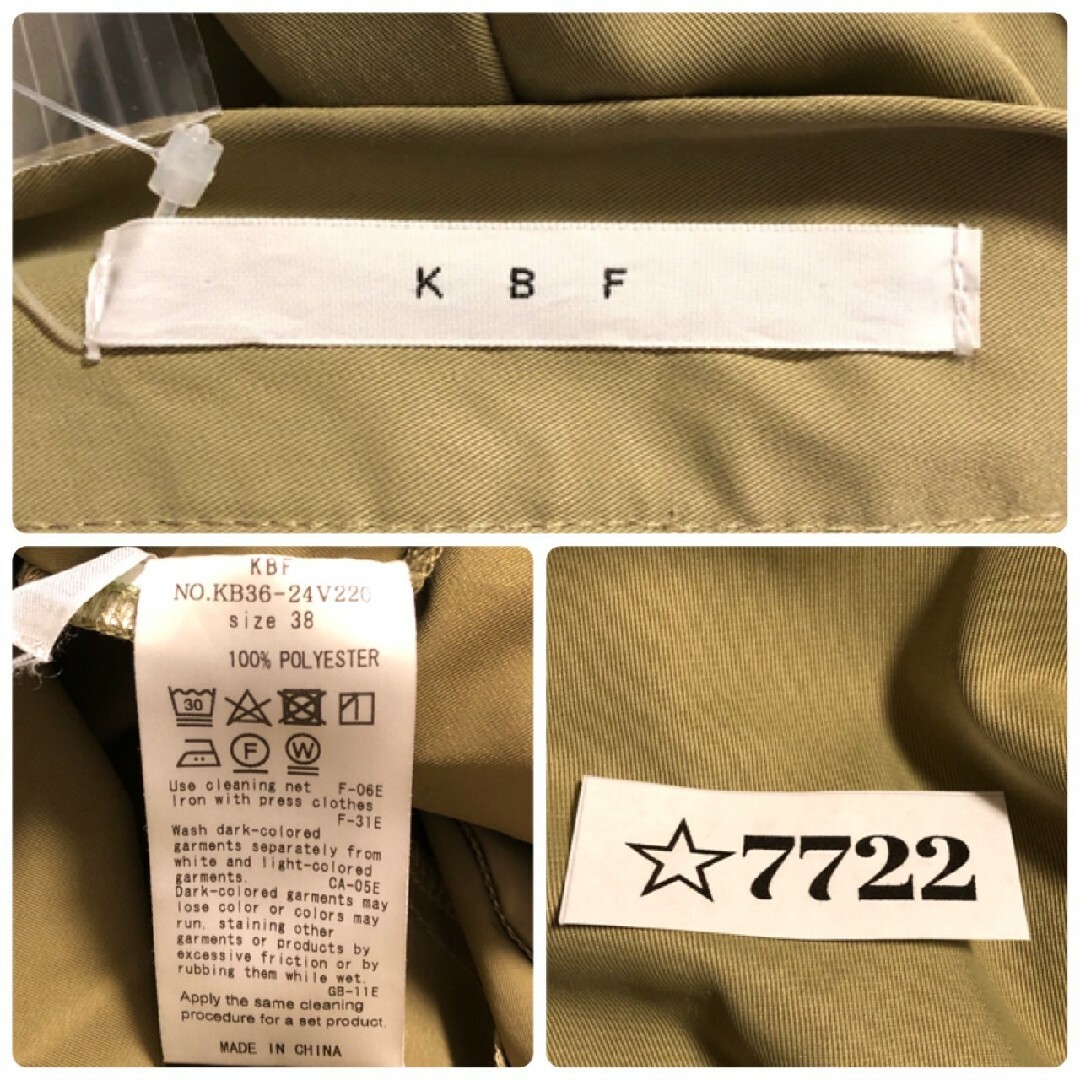 K B F
KBF
NO.KB36-24V220
size 38
100% POLYESTER
30
F W
Use cleaning net F-06E
Iron with press clothes
F-31E
Wash dark-colored
garments separately from
white and light-colored
garments. CA-05E
Dark-colored garments may
lose color or colors may
run, staining other
garments or products by
excessive friction or by
rubbing them while wet.
GB-11E
Apply the same cleaning
procedure for a set product.
MADE IN CHINA
☆7722